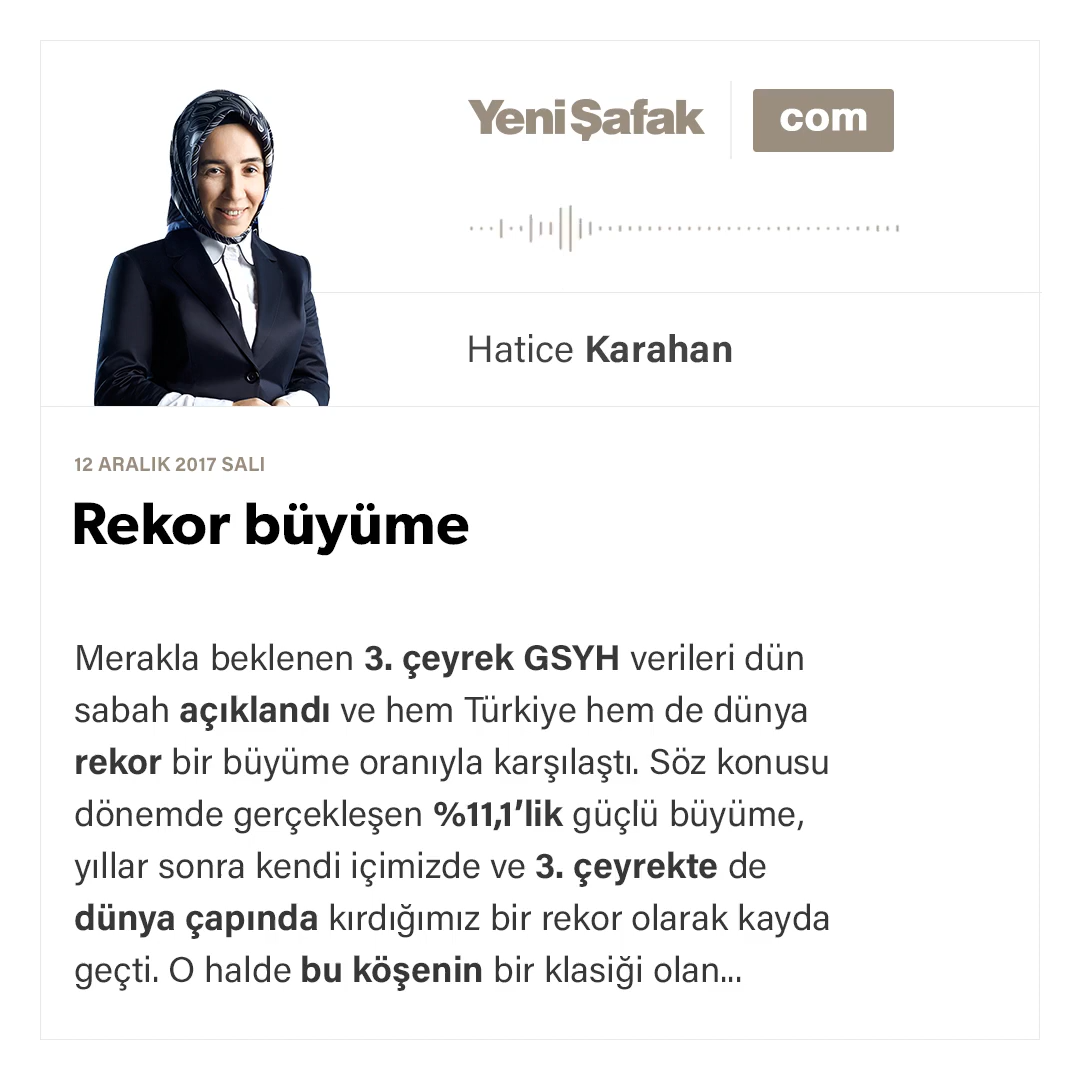 YeniŞafak com
Hatice Karahan
12 ARALIK 2017 SALI
Rekor büyüme
Merakla beklenen 3. çeyrek GSYH verileri dün
sabah açıklandı ve hem Türkiye hem de dünya
rekor bir büyüme oranıyla karşılaştı. Söz konusu
dönemde gerçekleşen %11,1’lik güçlü büyüme,
yıllar sonra kendi içimizde ve 3. çeyrekte de
dünya çapında kırdığımız bir rekor olarak kayda
geçti. O halde bu köşenin bir klasiği olan...